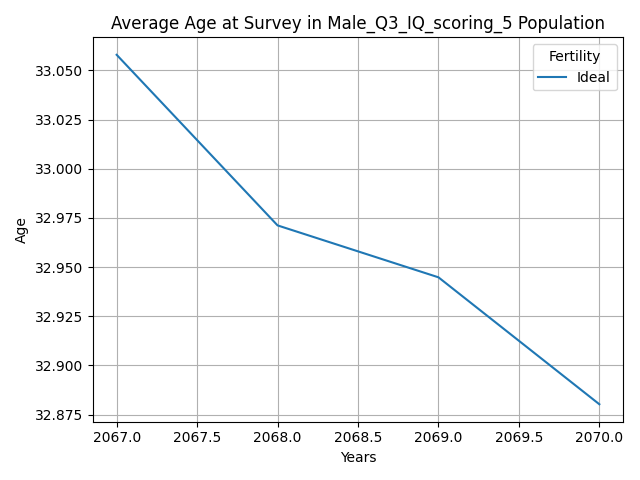 Average Age at Survey in Male_Q3_IQ_scoring_5 Population
Fertility
Ideal
33.050
33.025
33.000
32.975
32.950
32.925
32.900
32.875
Age
2067.0 2067.5 2068.0 2068.5 2069.0 2069.5 2070.0
Years